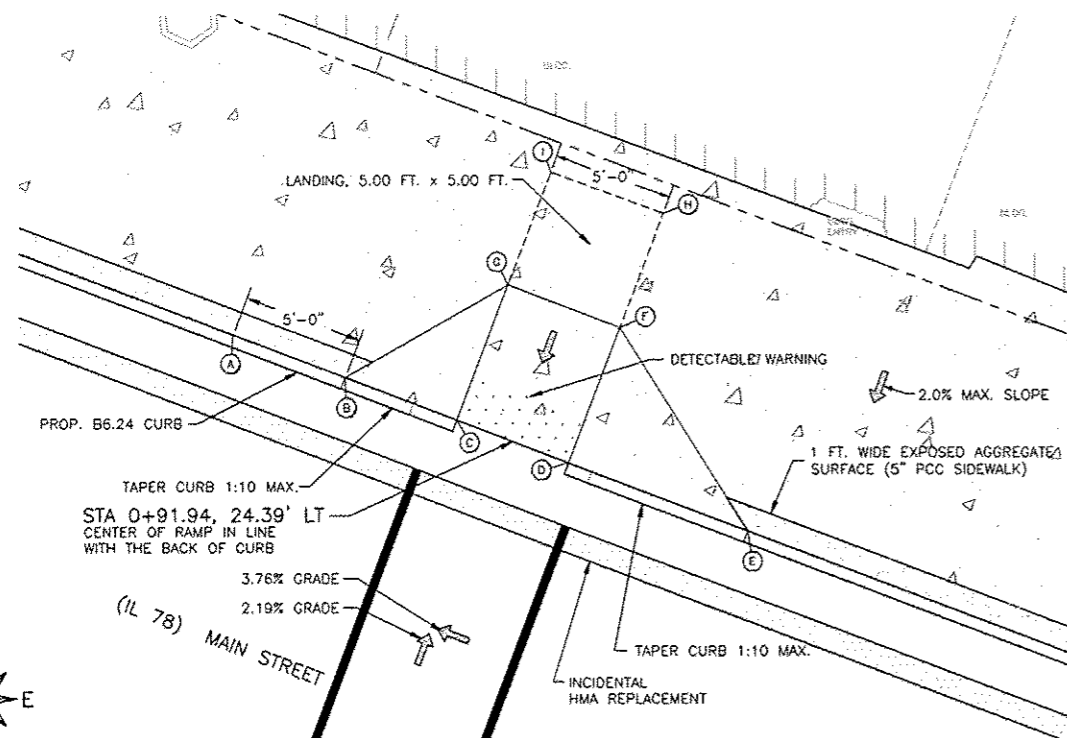 BLDG.
I
5'-0"
LANDING, 5.00 FT. x 5.00 FT.
H
BLDG.
ENTRY
G
F
5'-0"
A
DETECTABLE WARNING
2.0% MAX. SLOPE
B
PROP. B6.24 CURB
C
1 FT. WIDE EXPOSED AGGREGATE
SURFACE (5" PCC SIDEWALK)
D
TAPER CURB 1:10 MAX.
STA 0+91.94, 24.39' LT
CENTER OF RAMP IN LINE
WITH THE BACK OF CURB
E
3.76% GRADE
2.19% GRADE
(IL 78) MAIN STREET
TAPER CURB 1:10 MAX.
INCIDENTAL
HMA REPLACEMENT
E